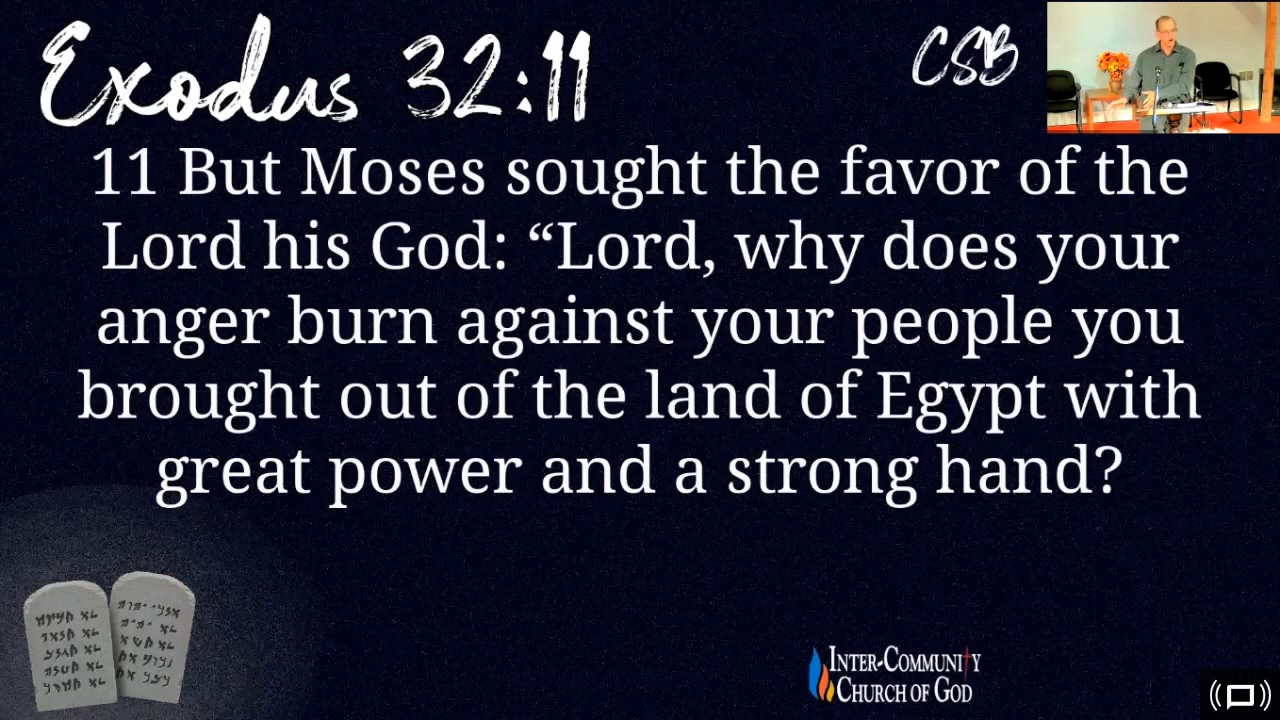 Exodus 32:11
CSB
11 But Moses sought the favor of the
Lord his God: “Lord, why does your
anger burn against your people you
brought out of the land of Egypt with
great power and a strong hand?
Inter-Community
Church of God